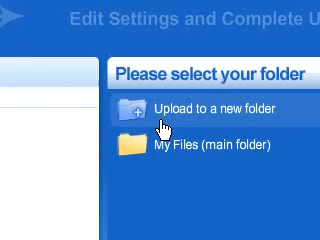 Edit Settings and Complete U
Please select your folder
Upload to a new folder
My Files (main folder)